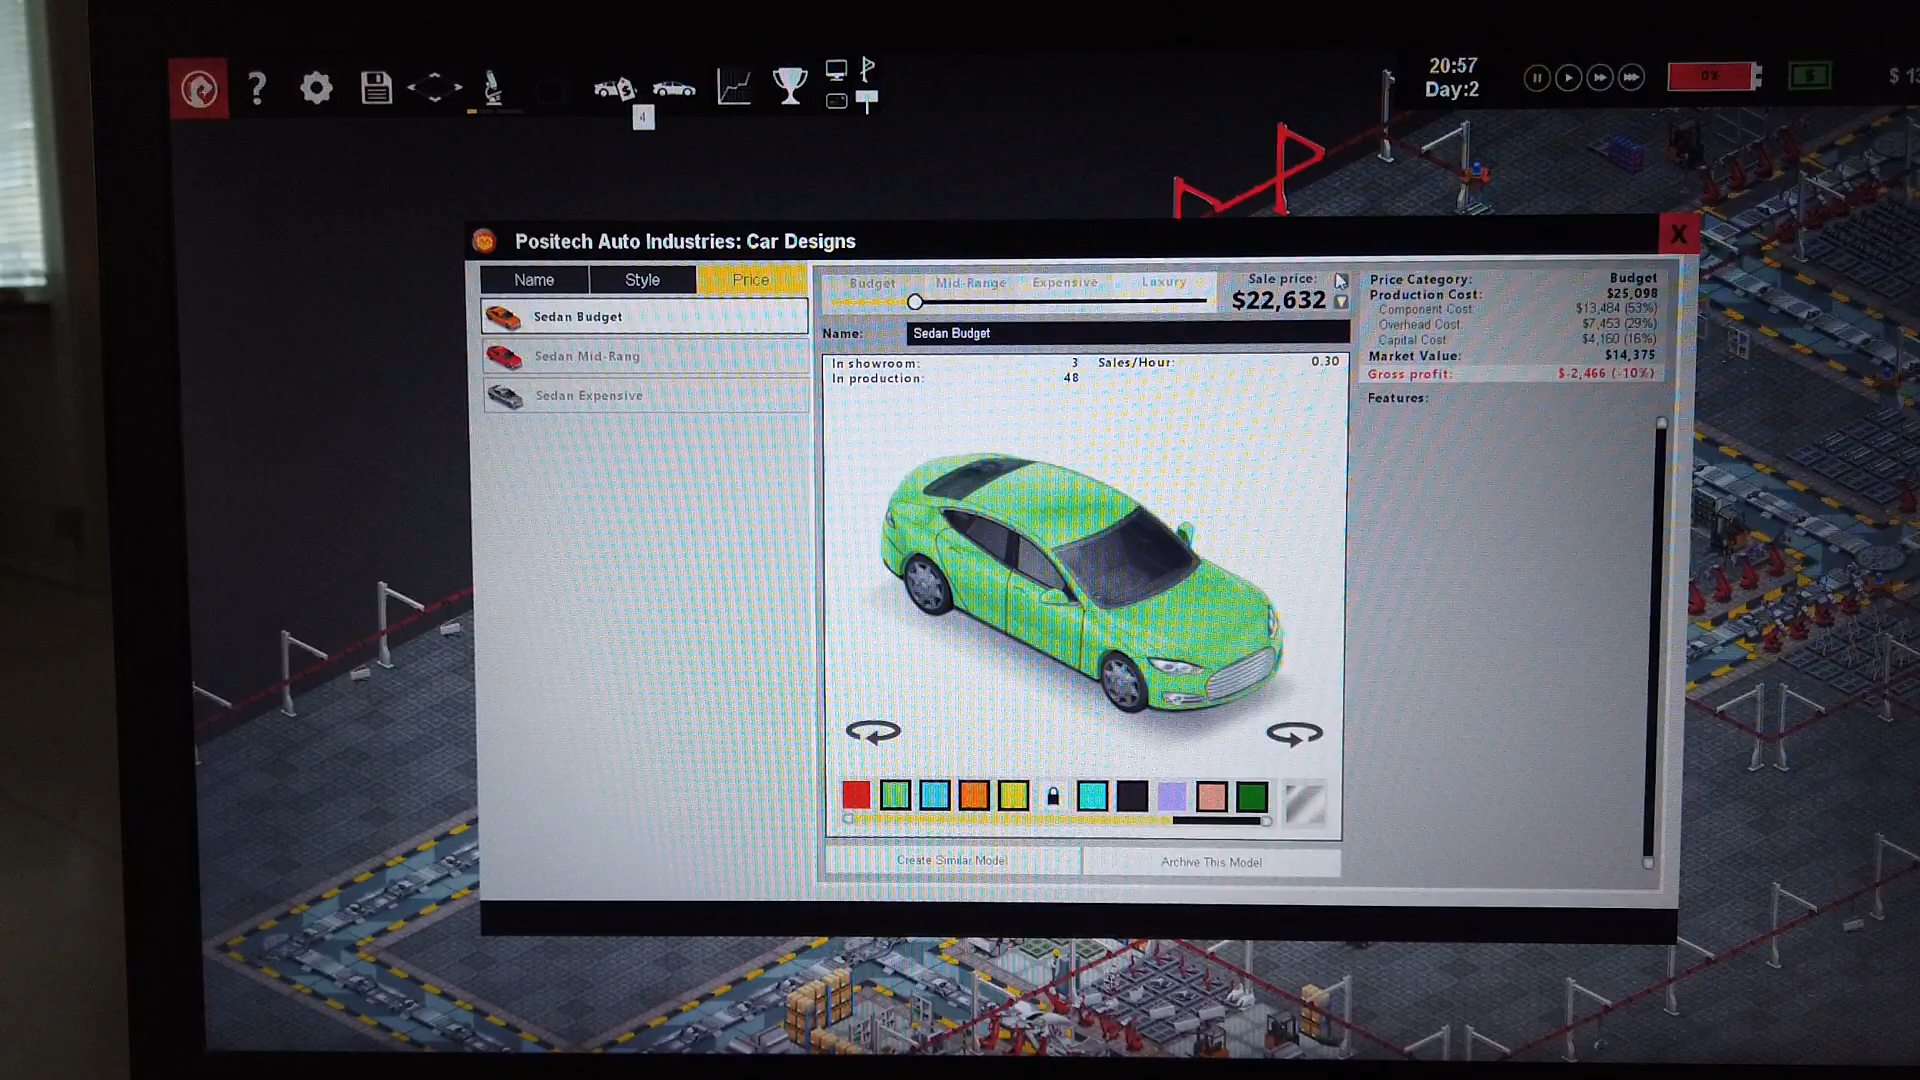 ?
4
20:57
Day:2
0%
$
Positech Auto Industries: Car Designs
X
Name Style Price
Sedan Budget
Sedan Mid-Rang
Sedan Expensive
Budget Mid-Range Expensive Luxury
Sale price:
$22,632
Name: Sedan Budget
In showroom: 3 Sales/Hour: 0.30
In production: 48
Price Category: Budget
Production Cost: $25,098
Component Cost: $13,484 (53%)
Overhead Cost: $7,453 (29%)
Capital Cost $4,160 (16%)
Market Value: $14,375
Gross profit: $-2,466 (-10%)
Features:
Create Similar Model
Archive This Model